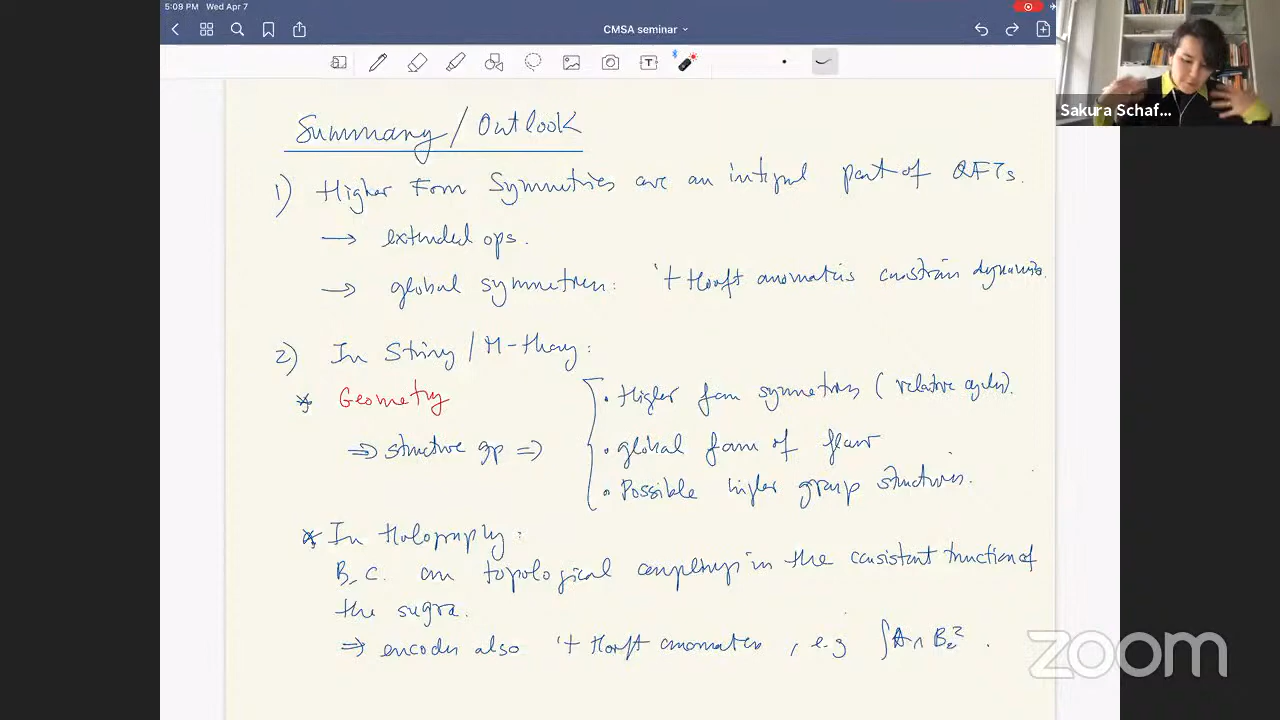 5:09 PM Wed Apr 7
CMSA seminar
T
Sakura Schaf...
Summary / Outlook
1) Higher Form Symmetries are an integral part of QFTs.
→ extended ops.
→ global symmetries: 't Hooft anomalies constrain dynamics.
2) In String / M-theory:
* Geometry
⇒ structure gp ⇒
• Higher form symmetries (relative cycles).
• global form of flavor
• Possible higher group structures.
* In Holography:
B.C. on topological couplings in the consistent truncation of
the sugra.
⇒ encodes also 't Hooft anomalies, e.g ∫A∧B₂².
zoom